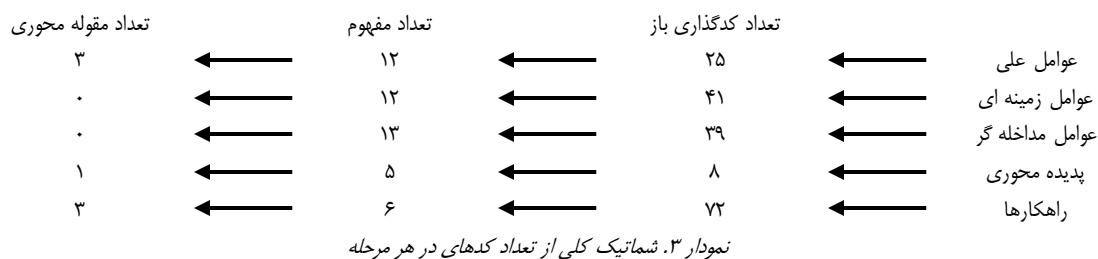 تعداد کدگذاری باز تعداد مفهوم تعداد مقوله محوری
عوامل علی ۲۵ ۱۲ ۳
عوامل زمینه ای ۴۱ ۱۲ ۰
عوامل مداخله گر ۳۹ ۱۳ ۰
پدیده محوری ۸ ۵ ۱
راهکارها ۷۲ ۶ ۳
نمودار ۳. شماتیک کلی از تعداد کدهای در هر مرحله